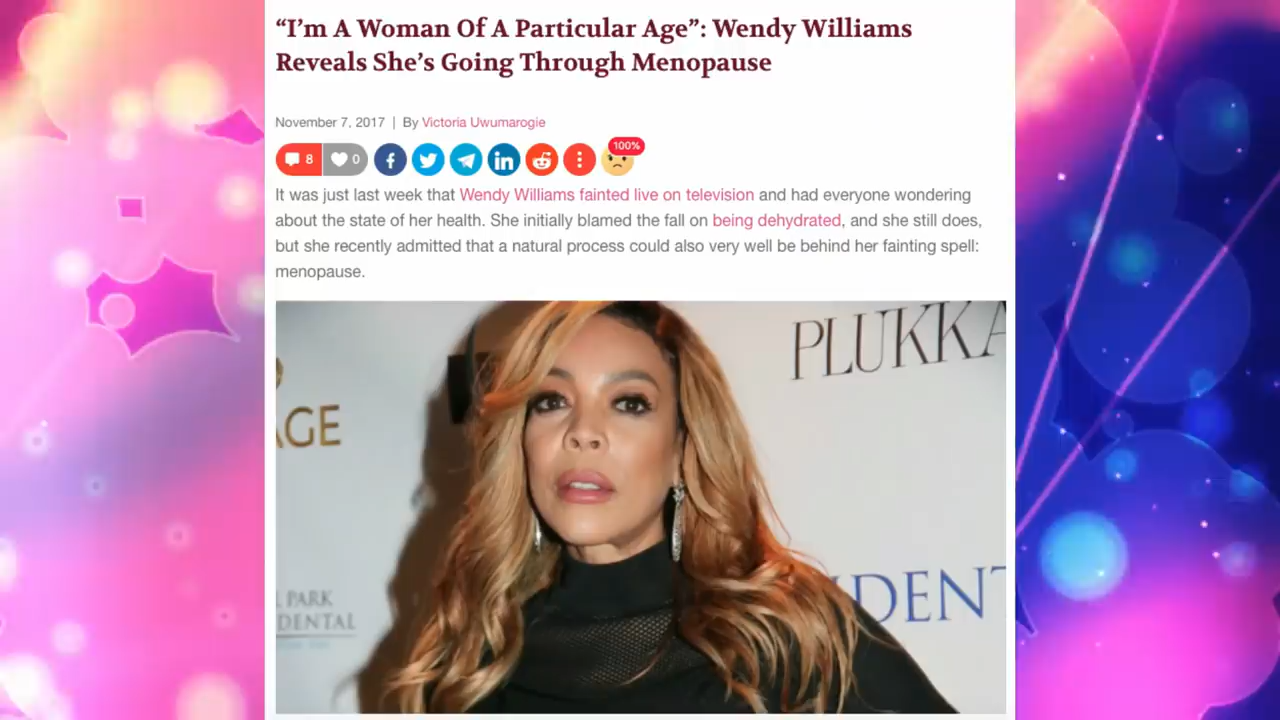 “I’m A Woman Of A Particular Age”: Wendy Williams
Reveals She’s Going Through Menopause
November 7, 2017 | By Victoria Uwumarogie
8 0 100%
It was just last week that Wendy Williams fainted live on television and had everyone wondering
about the state of her health. She initially blamed the fall on being dehydrated, and she still does,
but she recently admitted that a natural process could also very well be behind her fainting spell:
menopause.
PLUKKA
GE
PARK
DENTAL
IDENT